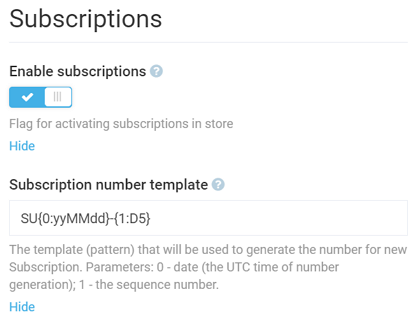 Subscriptions
Enable subscriptions ?
Flag for activating subscriptions in store
Hide
Subscription number template ?
SU{0:yyMMdd}-{1:D5}
The template (pattern) that will be used to generate the number for new
Subscription. Parameters: 0 - date (the UTC time of number
generation); 1 - the sequence number.
Hide